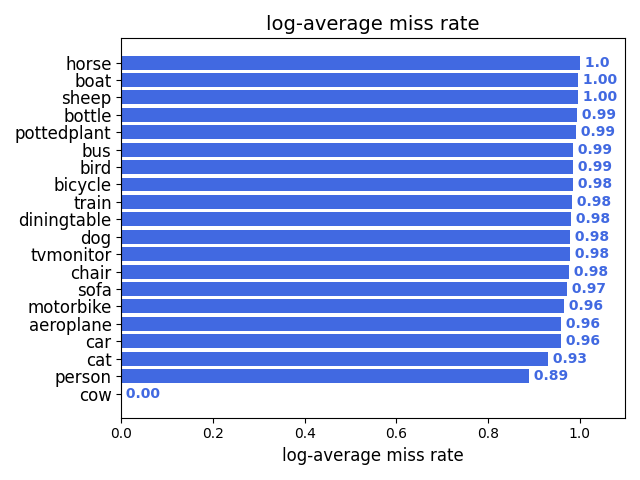 log-average miss rate
horse 1.0
boat 1.00
sheep 1.00
bottle 0.99
pottedplant 0.99
bus 0.99
bird 0.99
bicycle 0.98
train 0.98
diningtable 0.98
dog 0.98
tvmonitor 0.98
chair 0.98
sofa 0.97
motorbike 0.96
aeroplane 0.96
car 0.96
cat 0.93
person 0.89
cow 0.00
0.0 0.2 0.4 0.6 0.8 1.0
log-average miss rate